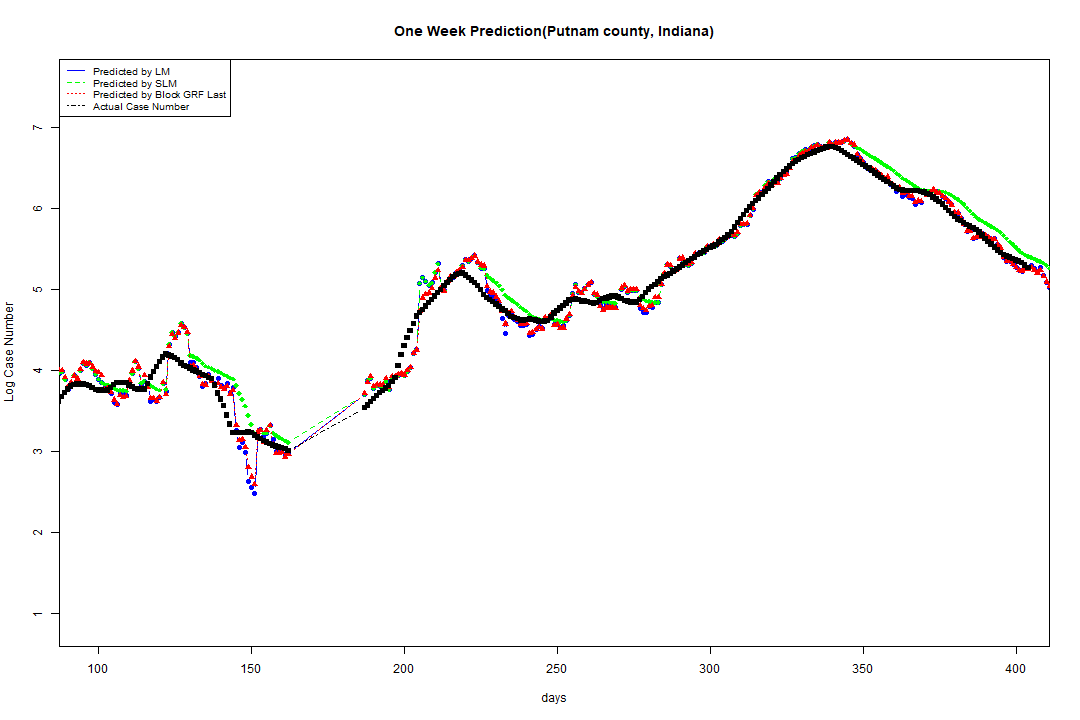 One Week Prediction(Putnam county, Indiana)
Predicted by LM
Predicted by SLM
Predicted by Block GRF Last
Actual Case Number
Log Case Number
7
6
5
4
3
2
1
100 150 200 250 300 350 400
days